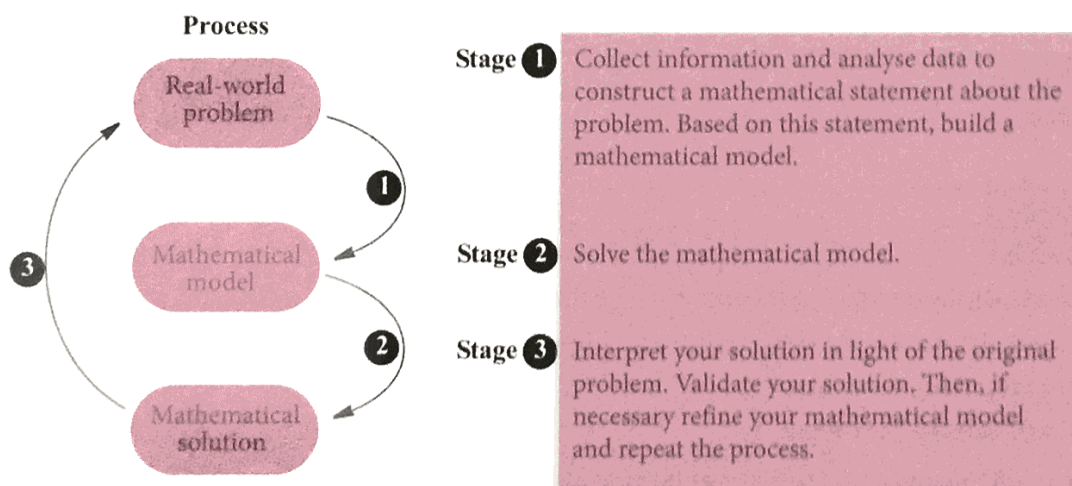 Process
Real-world
problem
1
Mathematical
model
2
3
Mathematical
solution
Stage 1 Collect information and analyse data to
construct a mathematical statement about the
problem. Based on this statement, build a
mathematical model.
Stage 2 Solve the mathematical model.
Stage 3 Interpret your solution in light of the original
problem. Validate your solution. Then, if
necessary refine your mathematical model
and repeat the process.